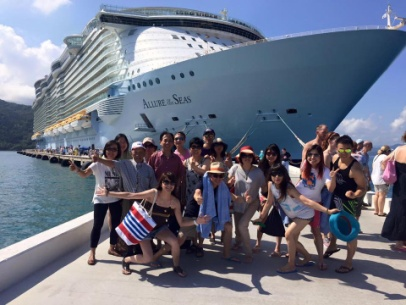 ALLURE OF THE SEAS